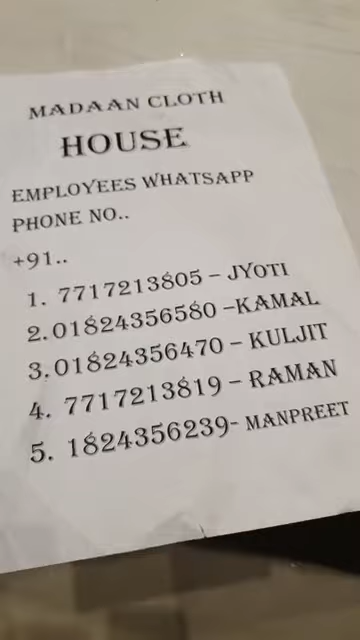 MADAAN CLOTH
HOUSE
EMPLOYEES WHATSAPP
PHONE NO..
+91..
1. 7717213805 – JYOTI
2.01824356580 –KAMAL
3.01824356470 – KULJIT
4. 7717213819 – RAMAN
5. 1824356239- MANPREET